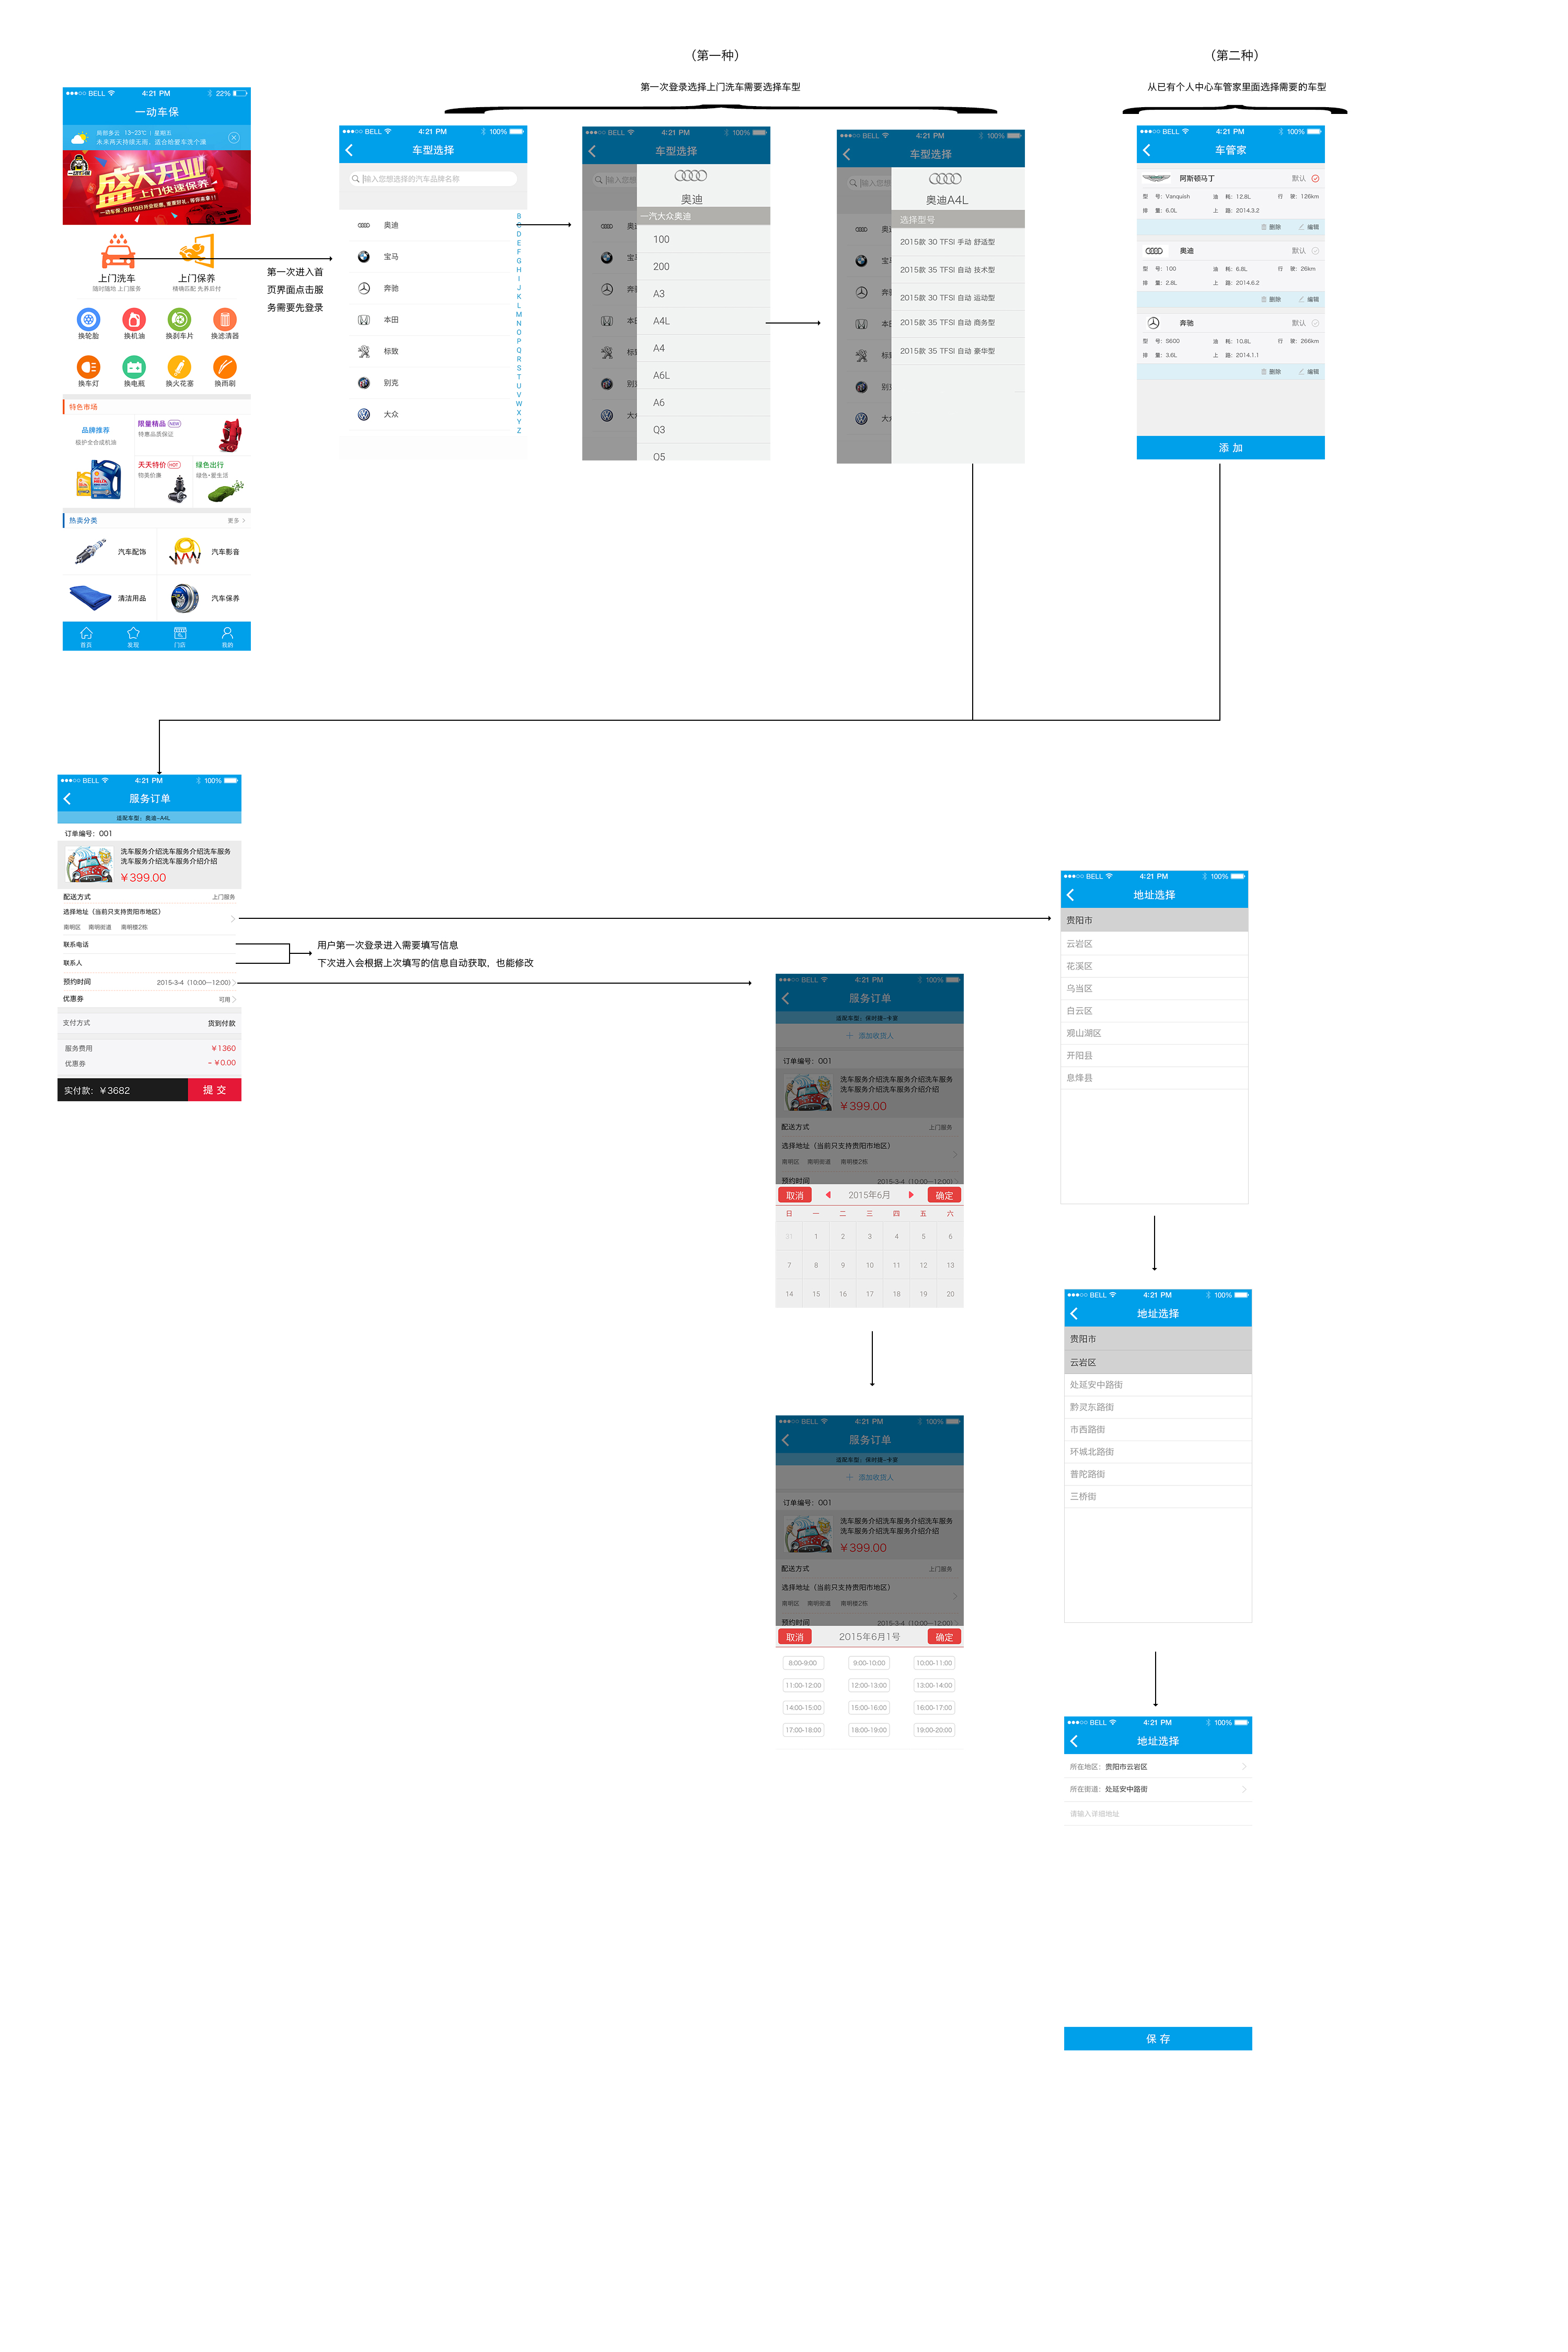 （第一种）
（第二种）
第一次登录选择上门洗车需要选择车型
从已有个人中心车管家里面选择需要的车型
BELL 4:21 PM 22%
一动车保
13~23℃ | 星期五
未来两天持续无雨，适合给爱车洗个澡
盛大开业
上门快速保养
上门洗车
随时随地 上门服务
上门保养
精确匹配 先养后付
换轮胎
换机油
换刹车片
换滤清器
换车灯
换电瓶
换火花塞
换雨刷
特色市场
品牌推荐
极护全合成机油
限量精品 NEW
特惠品质保证
天天特价 HOT
物美价廉
绿色出行
绿色·爱生活
热卖分类
更多
汽车配饰
汽车影音
清洁用品
汽车保养
首页
发现
门店
我的
第一次进入首
页界面点击服
务需要先登录
BELL 4:21 PM 100%
车型选择
输入您想选择的汽车品牌名称
奥迪
宝马
奔驰
本田
标致
别克
大众
B
C
D
E
F
G
H
I
J
K
L
M
N
O
P
Q
R
S
T
U
V
W
X
Y
Z
BELL 4:21 PM 100%
车型选择
输入您想
奥迪
一汽大众奥迪
100
200
A3
A4L
A4
A6L
A6
Q3
Q5
BELL 4:21 PM 100%
车型选择
输入您想
奥迪A4L
选择型号
2015款 30 TFSI 手动 舒适型
2015款 35 TFSI 自动 技术型
2015款 30 TFSI 自动 运动型
2015款 35 TFSI 自动 商务型
2015款 35 TFSI 自动 豪华型
BELL 4:21 PM 100%
车管家
阿斯顿马丁 默认
型 号：Vanquish 油 耗：12.8L 行 驶：126km
排 量：6.0L 上 路：2014.3.2
删除 编辑
奥迪 默认
型 号：100 油 耗：6.8L 行 驶：26km
排 量：2.8L 上 路：2014.6.2
删除 编辑
奔驰 默认
型 号：S600 油 耗：10.8L 行 驶：266km
排 量：3.6L 上 路：2014.1.1
删除 编辑
添 加
BELL 4:21 PM 100%
服务订单
适配车型：奥迪-A4L
订单编号：001
洗车服务介绍洗车服务介绍洗车服务
洗车服务介绍洗车服务介绍介绍
￥399.00
配送方式 上门服务
选择地址（当前只支持贵阳市地区）
南明区 南明街道 南明楼2栋
联系电话
联系人
预约时间 2015-3-4（10:00—12:00）
优惠券 可用
支付方式 货到付款
服务费用 ￥1360
优惠券 - ￥0.00
实付款：￥3682 提 交
用户第一次登录进入需要填写信息
下次进入会根据上次填写的信息自动获取，也能修改
BELL 4:21 PM 100%
服务订单
适配车型：保时捷-卡宴
添加收货人
订单编号：001
洗车服务介绍洗车服务介绍洗车服务
洗车服务介绍洗车服务介绍介绍
￥399.00
配送方式 上门服务
选择地址（当前只支持贵阳市地区）
南明区 南明街道 南明楼2栋
预约时间 2015-3-4（10:00—12:00）
取消 2015年6月 确定
日 一 二 三 四 五 六
31 1 2 3 4 5 6
7 8 9 10 11 12 13
14 15 16 17 18 19 20
BELL 4:21 PM 100%
服务订单
适配车型：保时捷-卡宴
添加收货人
订单编号：001
洗车服务介绍洗车服务介绍洗车服务
洗车服务介绍洗车服务介绍介绍
￥399.00
配送方式 上门服务
选择地址（当前只支持贵阳市地区）
南明区 南明街道 南明楼2栋
预约时间 2015-3-4（10:00—12:00）
取消 2015年6月1号 确定
8:00-9:00 9:00-10:00 10:00-11:00
11:00-12:00 12:00-13:00 13:00-14:00
14:00-15:00 15:00-16:00 16:00-17:00
17:00-18:00 18:00-19:00 19:00-20:00
BELL 4:21 PM 100%
地址选择
贵阳市
云岩区
花溪区
乌当区
白云区
观山湖区
开阳县
息烽县
BELL 4:21 PM 100%
地址选择
贵阳市
云岩区
处延安中路街
黔灵东路街
市西路街
环城北路街
普陀路街
三桥街
BELL 4:21 PM 100%
地址选择
所在地区：贵阳市云岩区
所在街道：处延安中路街
请输入详细地址
保 存